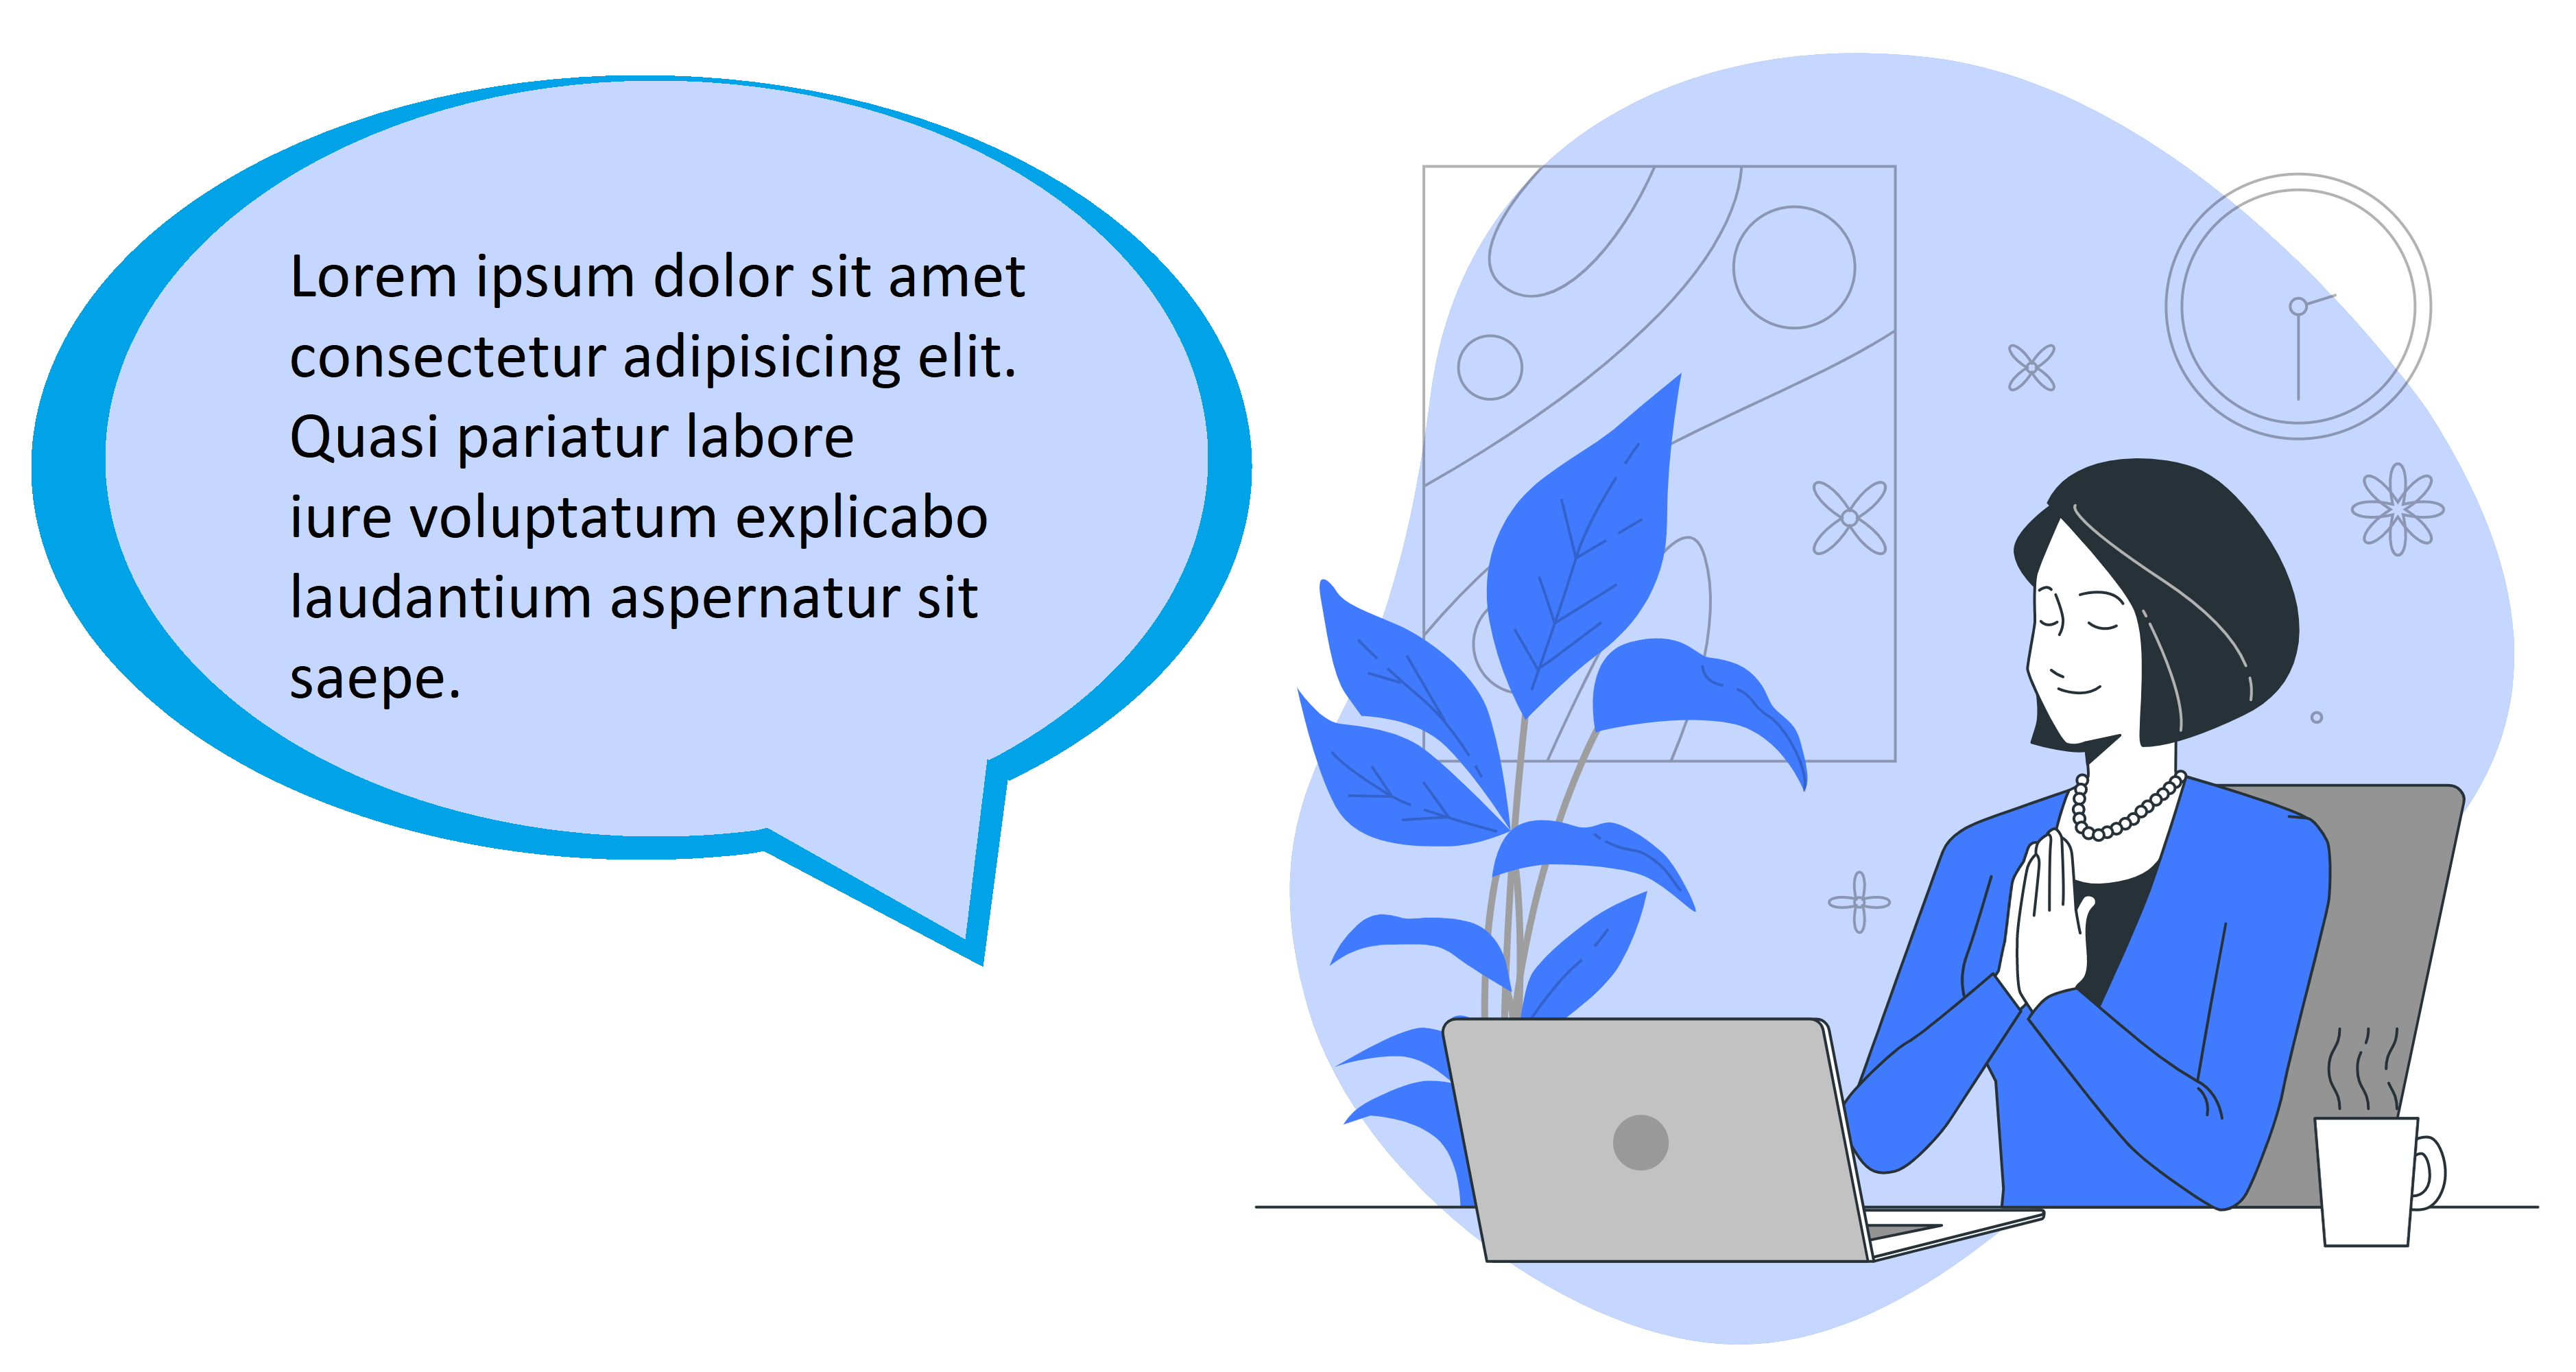 Lorem ipsum dolor sit amet
consectetur adipisicing elit.
Quasi pariatur labore
iure voluptatum explicabo
laudantium aspernatur sit
saepe.